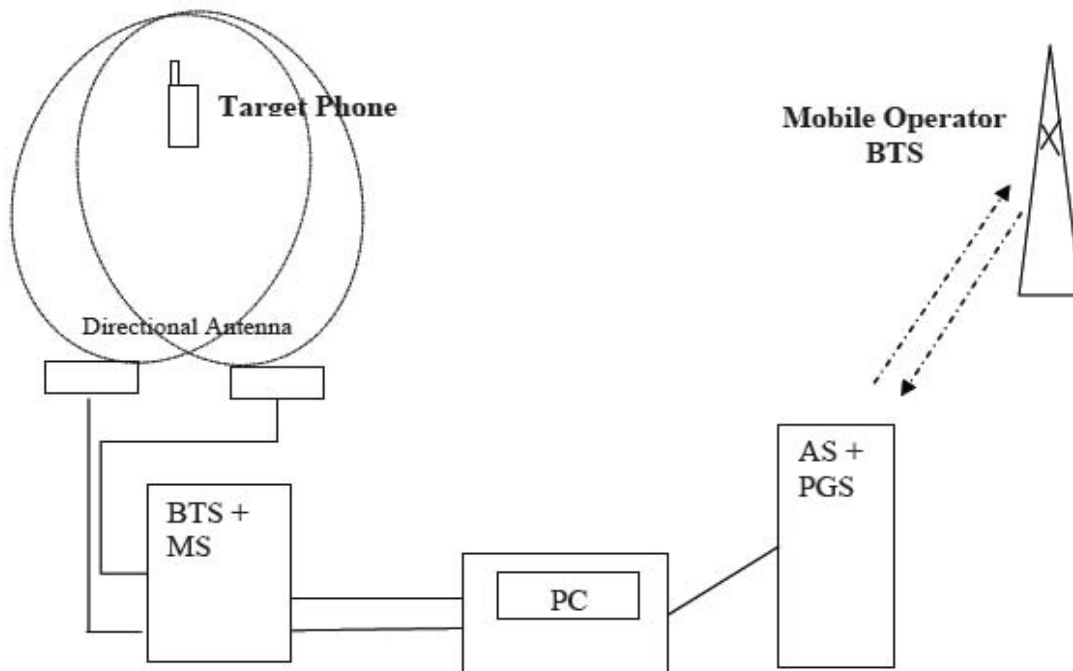 Target Phone
Mobile Operator
BTS
Directional Antenna
BTS +
MS
PC
AS +
PGS